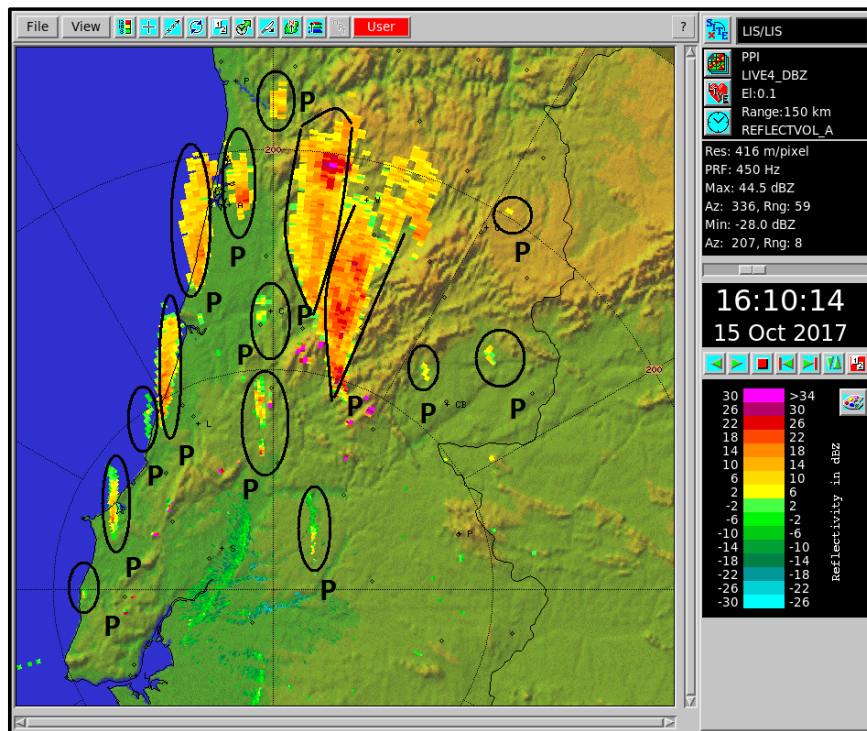 File View User ?
SITE LIS/LIS
PPI
LIVE4_DBZ
El:0.1
Range:150 km
REFLECTVOL_A
Res: 416 m/pixel
PRF: 450 Hz
Max: 44.5 dBZ
Az: 336, Rng: 59
Min: -28.0 dBZ
Az: 207, Rng: 8
16:10:14
15 Oct 2017
30 >34
26 30
22 26
18 22
14 18
10 14
6 10
2 6
-2 2
-6 -2
-10 -6
-14 -10
-18 -14
-22 -18
-26 -22
-30 -26
Reflectivity in dBZ
P
P
200
A
V
G
P
P
P
C
P
P
200
P
P
P
CB
P
L
P
P
P
P
S
P
P
P